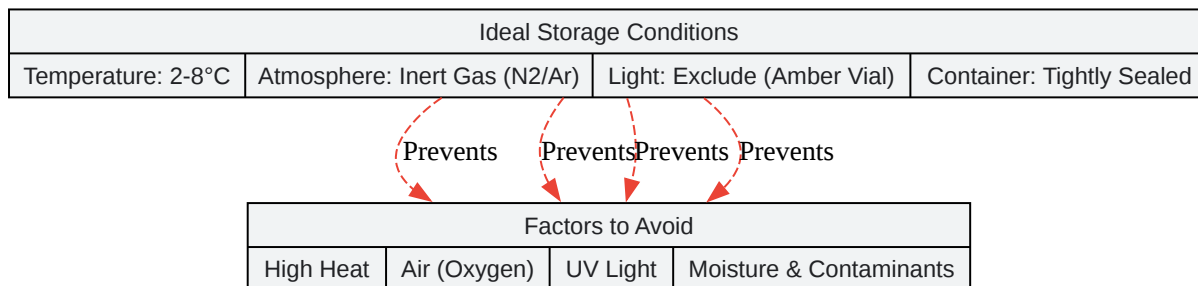 Ideal Storage Conditions
Temperature: 2-8°C Atmosphere: Inert Gas (N2/Ar) Light: Exclude (Amber Vial) Container: Tightly Sealed
Prevents Prevents Prevents Prevents
Factors to Avoid
High Heat Air (Oxygen) UV Light Moisture & Contaminants